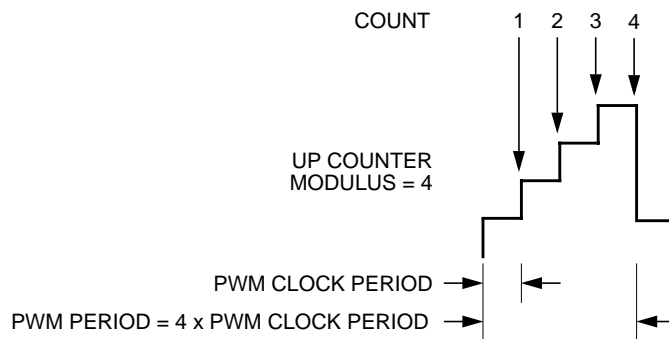 COUNT 1 2 3 4
UP COUNTER
MODULUS = 4
PWM CLOCK PERIOD
PWM PERIOD = 4 x PWM CLOCK PERIOD